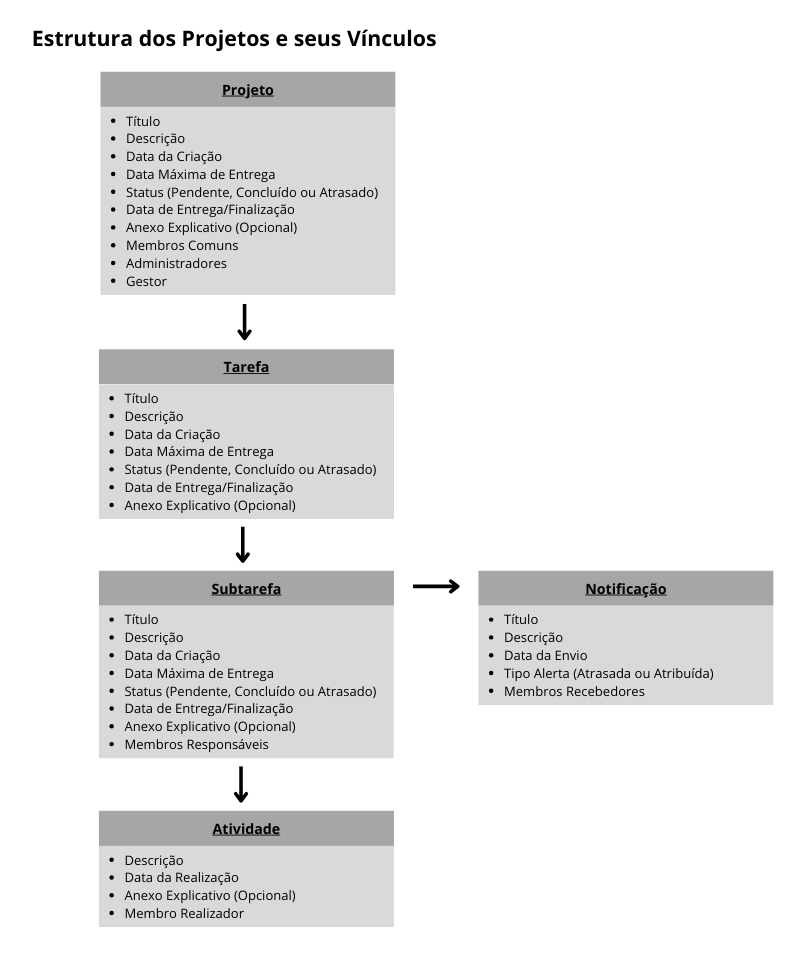 Estrutura dos Projetos e seus Vínculos
Projeto
• Título
• Descrição
• Data da Criação
• Data Máxima de Entrega
• Status (Pendente, Concluído ou Atrasado)
• Data de Entrega/Finalização
• Anexo Explicativo (Opcional)
• Membros Comuns
• Administradores
• Gestor
Tarefa
• Título
• Descrição
• Data da Criação
• Data Máxima de Entrega
• Status (Pendente, Concluído ou Atrasado)
• Data de Entrega/Finalização
• Anexo Explicativo (Opcional)
Subtarefa
• Título
• Descrição
• Data da Criação
• Data Máxima de Entrega
• Status (Pendente, Concluído ou Atrasado)
• Data de Entrega/Finalização
• Anexo Explicativo (Opcional)
• Membros Responsáveis
Notificação
• Título
• Descrição
• Data da Envio
• Tipo Alerta (Atrasada ou Atribuída)
• Membros Recebedores
Atividade
• Descrição
• Data da Realização
• Anexo Explicativo (Opcional)
• Membro Realizador